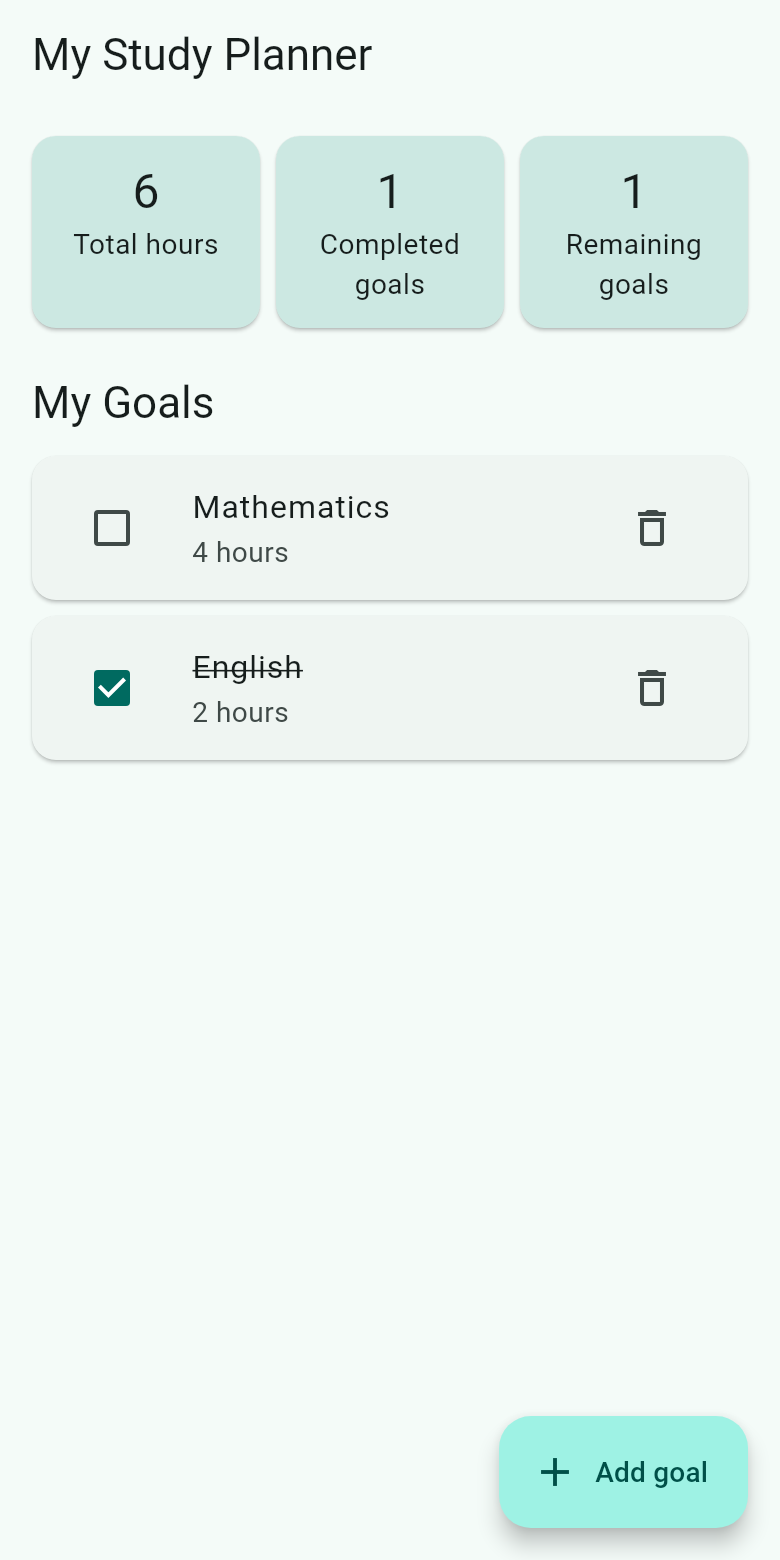 My Study Planner
6
Total hours
1
Completed
goals
1
Remaining
goals
My Goals
Mathematics
4 hours
English
2 hours
Add goal